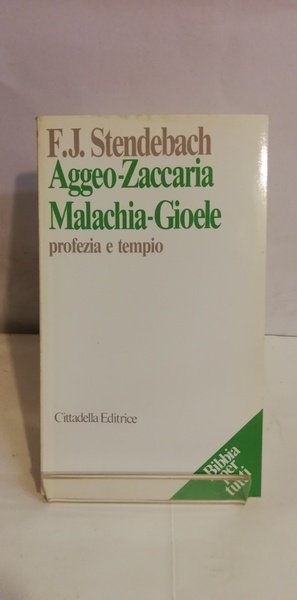 F.J. Stendebach
Aggeo-Zaccaria
Malachia-Gioele
profezia e tempio
Cittadella Editrice
Bibbia
per
tutti